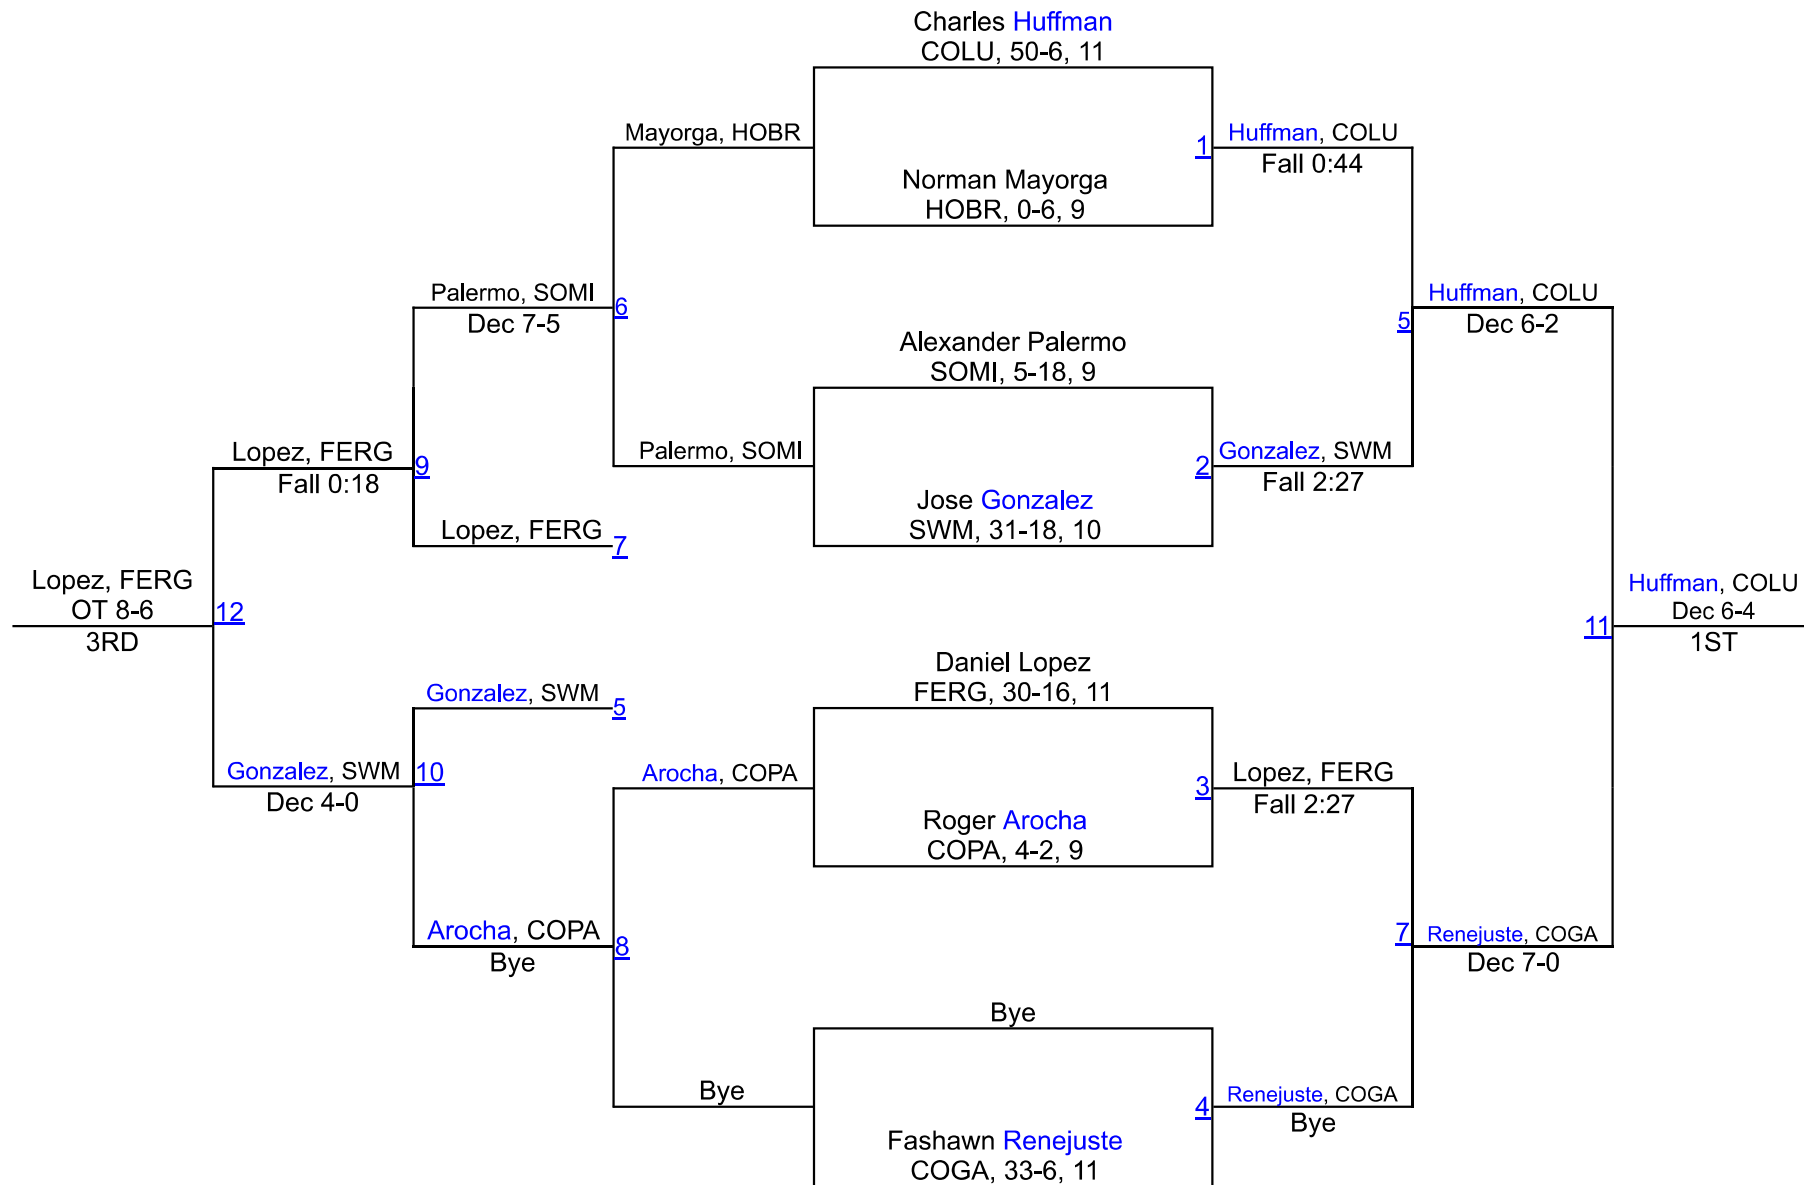 Charles Huffman
COLU, 50-6, 11
Mayorga, HOBR
1
Huffman, COLU
Fall 0:44
Norman Mayorga
HOBR, 0-6, 9
Palermo, SOMI
Dec 7-5
6
5
Huffman, COLU
Dec 6-2
Alexander Palermo
SOMI, 5-18, 9
Lopez, FERG
Fall 0:18
9
Palermo, SOMI
2
Gonzalez, SWM
Fall 2:27
Jose Gonzalez
SWM, 31-18, 10
Lopez, FERG
7
Lopez, FERG
OT 8-6
3RD
12
11
Huffman, COLU
Dec 6-4
1ST
Daniel Lopez
FERG, 30-16, 11
Gonzalez, SWM
5
Gonzalez, SWM
Dec 4-0
10
Arocha, COPA
3
Lopez, FERG
Fall 2:27
Roger Arocha
COPA, 4-2, 9
Arocha, COPA
Bye
8
7
Renejuste, COGA
Dec 7-0
Bye
Bye
4
Renejuste, COGA
Bye
Fashawn Renejuste
COGA, 33-6, 11